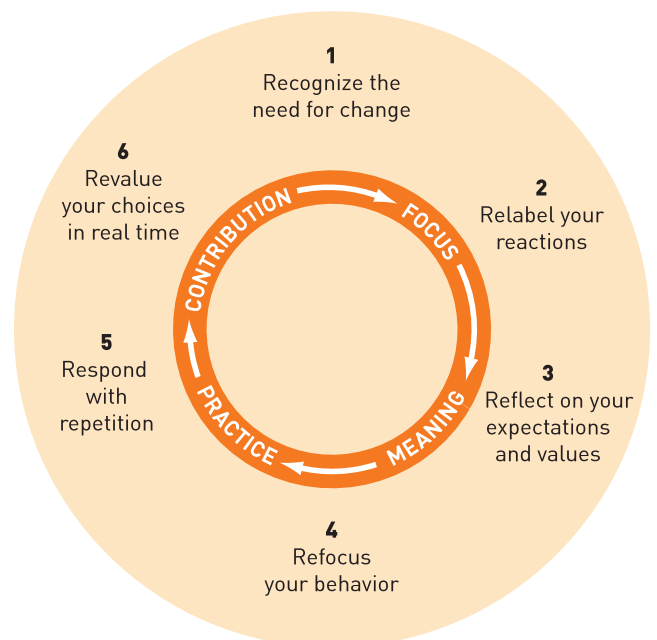 1
Recognize the
need for change
2
Relabel your
reactions
3
Reflect on your
expectations
and values
4
Refocus
your behavior
5
Respond
with
repetition
6
Revalue
your choices
in real time
FOCUS
MEANING
PRACTICE
CONTRIBUTION